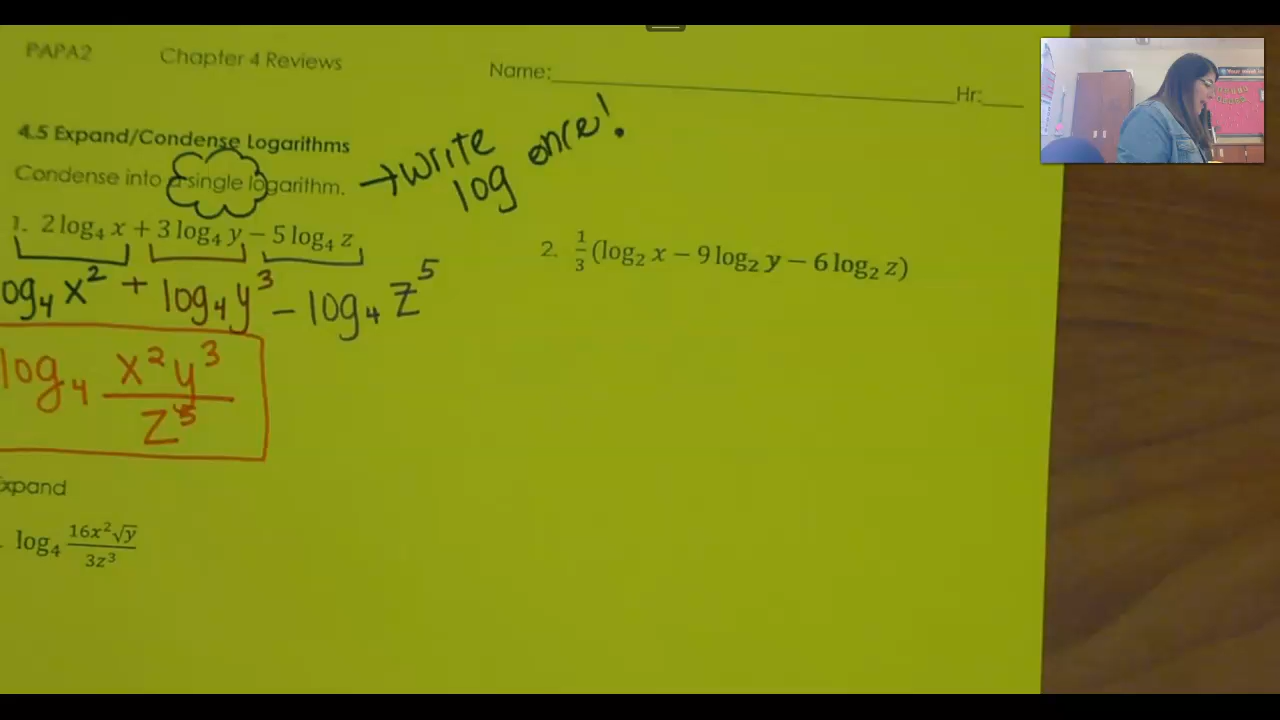 PAPA2 Chapter 4 Reviews Name:____ Hr:____
4.5 Expand/Condense Logarithms
Condense into a single logarithm. → write log once!
1. 2 log₄ x + 3 log₄ y − 5 log₄ z
2. 1/3 (log₂ x − 9 log₂ y − 6 log₂ z)
og₄ x² + log₄ y³ − log₄ z⁵
log₄ x²y³/z⁵
xpand
. log₄ 16x²√y/3z³